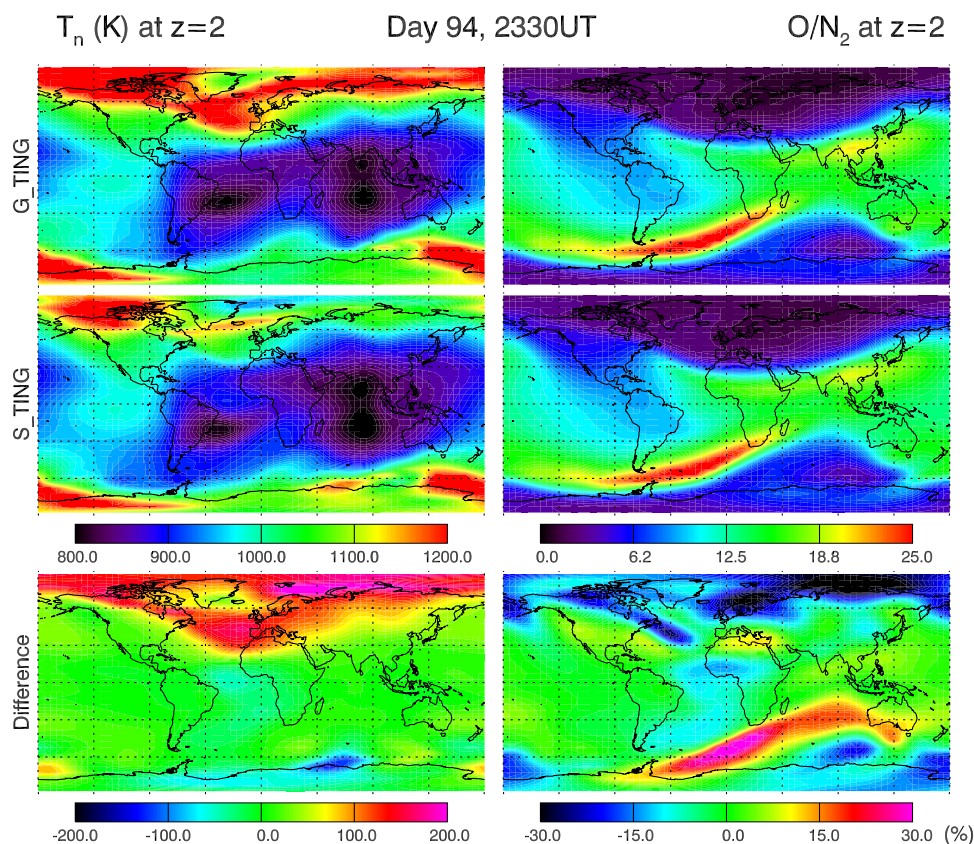 Tn (K) at z=2 Day 94, 2330UT O/N2 at z=2
G_TING
S_TING
800.0 900.0 1000.0 1100.0 1200.0 0.0 6.2 12.5 18.8 25.0
Difference
-200.0 -100.0 0.0 100.0 200.0 -30.0 -15.0 0.0 15.0 30.0 (%)